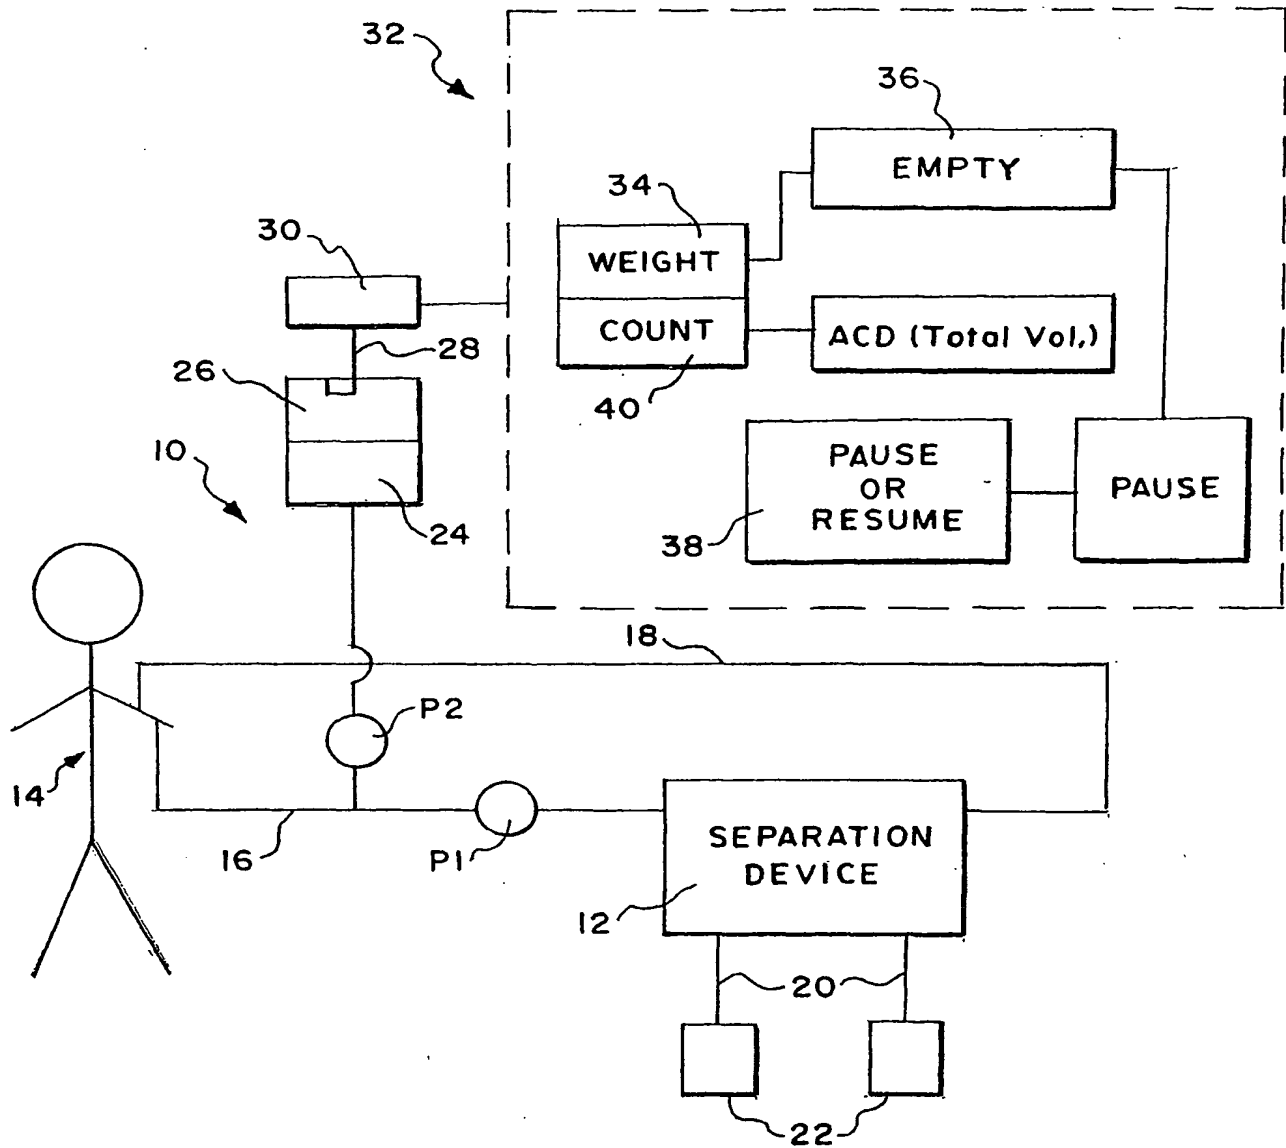 32
36
EMPTY
34
WEIGHT
30
COUNT
ACD (Total Vol.)
28
26
40
10
PAUSE
OR
RESUME
PAUSE
24
38
18
P2
14
16
P1
SEPARATION
DEVICE
12
20
22